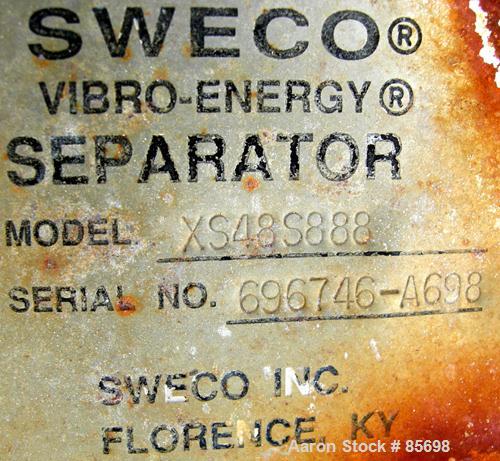 SWECO®
VIBRO-ENERGY®
SEPARATOR
MODEL XS48S888
SERIAL NO. 696746-A698
SWECO INC.
FLORENCE, KY
Aaron Stock # 85698